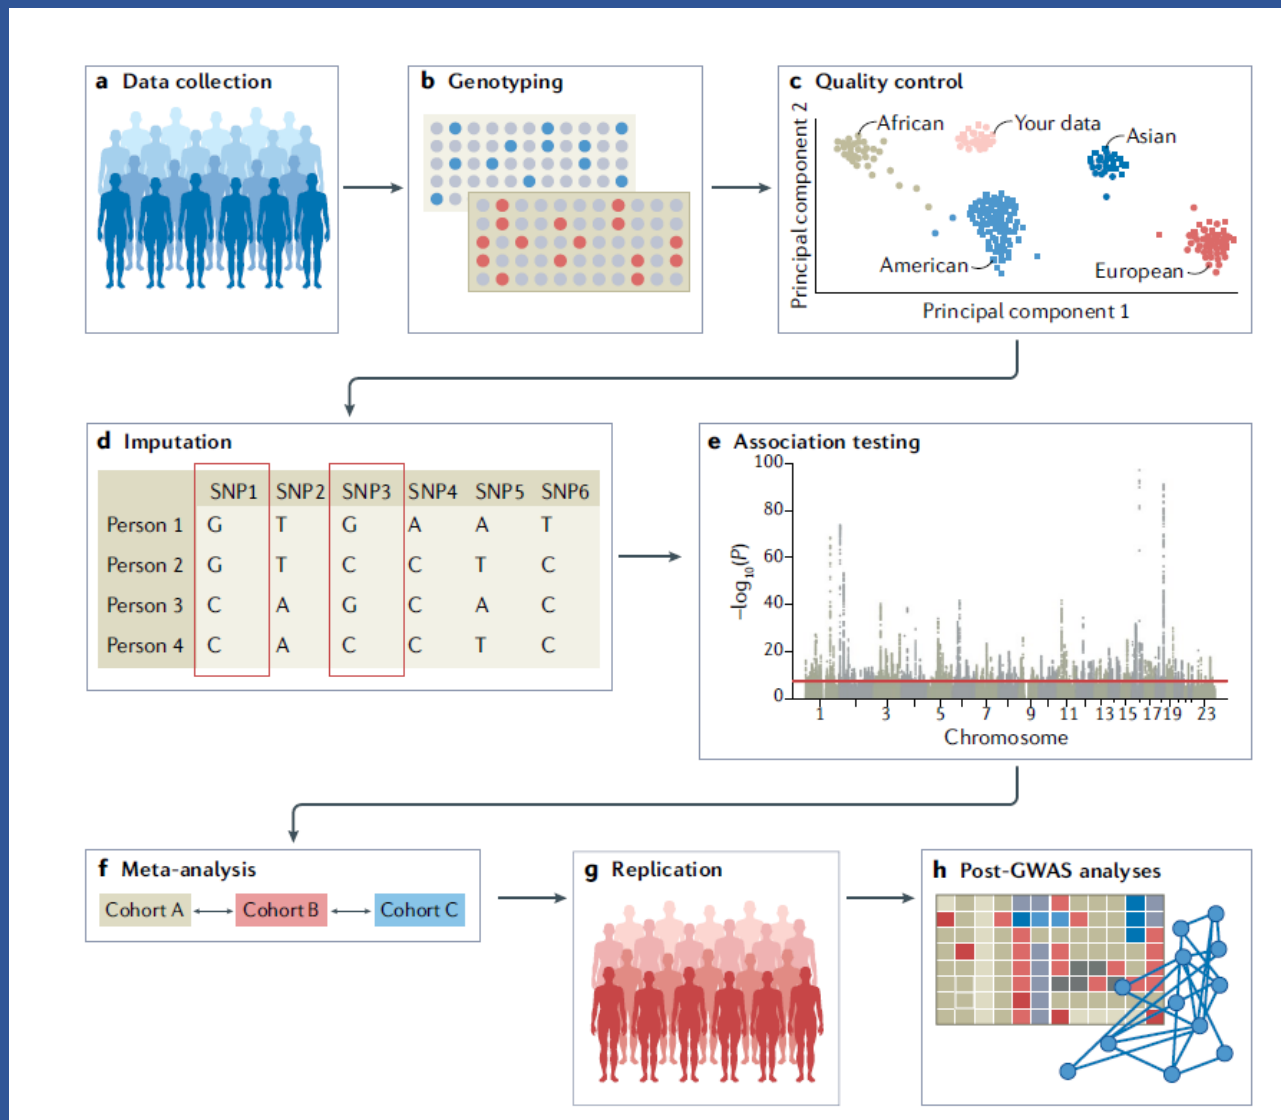 a Data collection
b Genotyping
c Quality control
Principal component 2
African
Your data
Asian
American
European
Principal component 1
d Imputation
SNP1 SNP2 SNP3 SNP4 SNP5 SNP6
Person 1 G T G A A T
Person 2 G T C C T C
Person 3 C A G C A C
Person 4 C A C C T C
e Association testing
100
80
60
40
20
0
–log10(P)
1 3 5 7 9 11 13 15 17 19 23
Chromosome
f Meta-analysis
Cohort A Cohort B Cohort C
g Replication
h Post-GWAS analyses